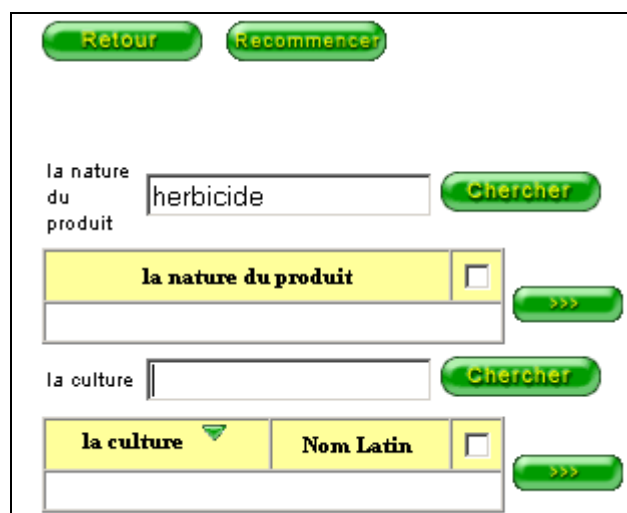 Retour Recommencer
la nature
du
produit
herbicide Chercher
la nature du produit
>>>
la culture Chercher
la culture Nom Latin
>>>